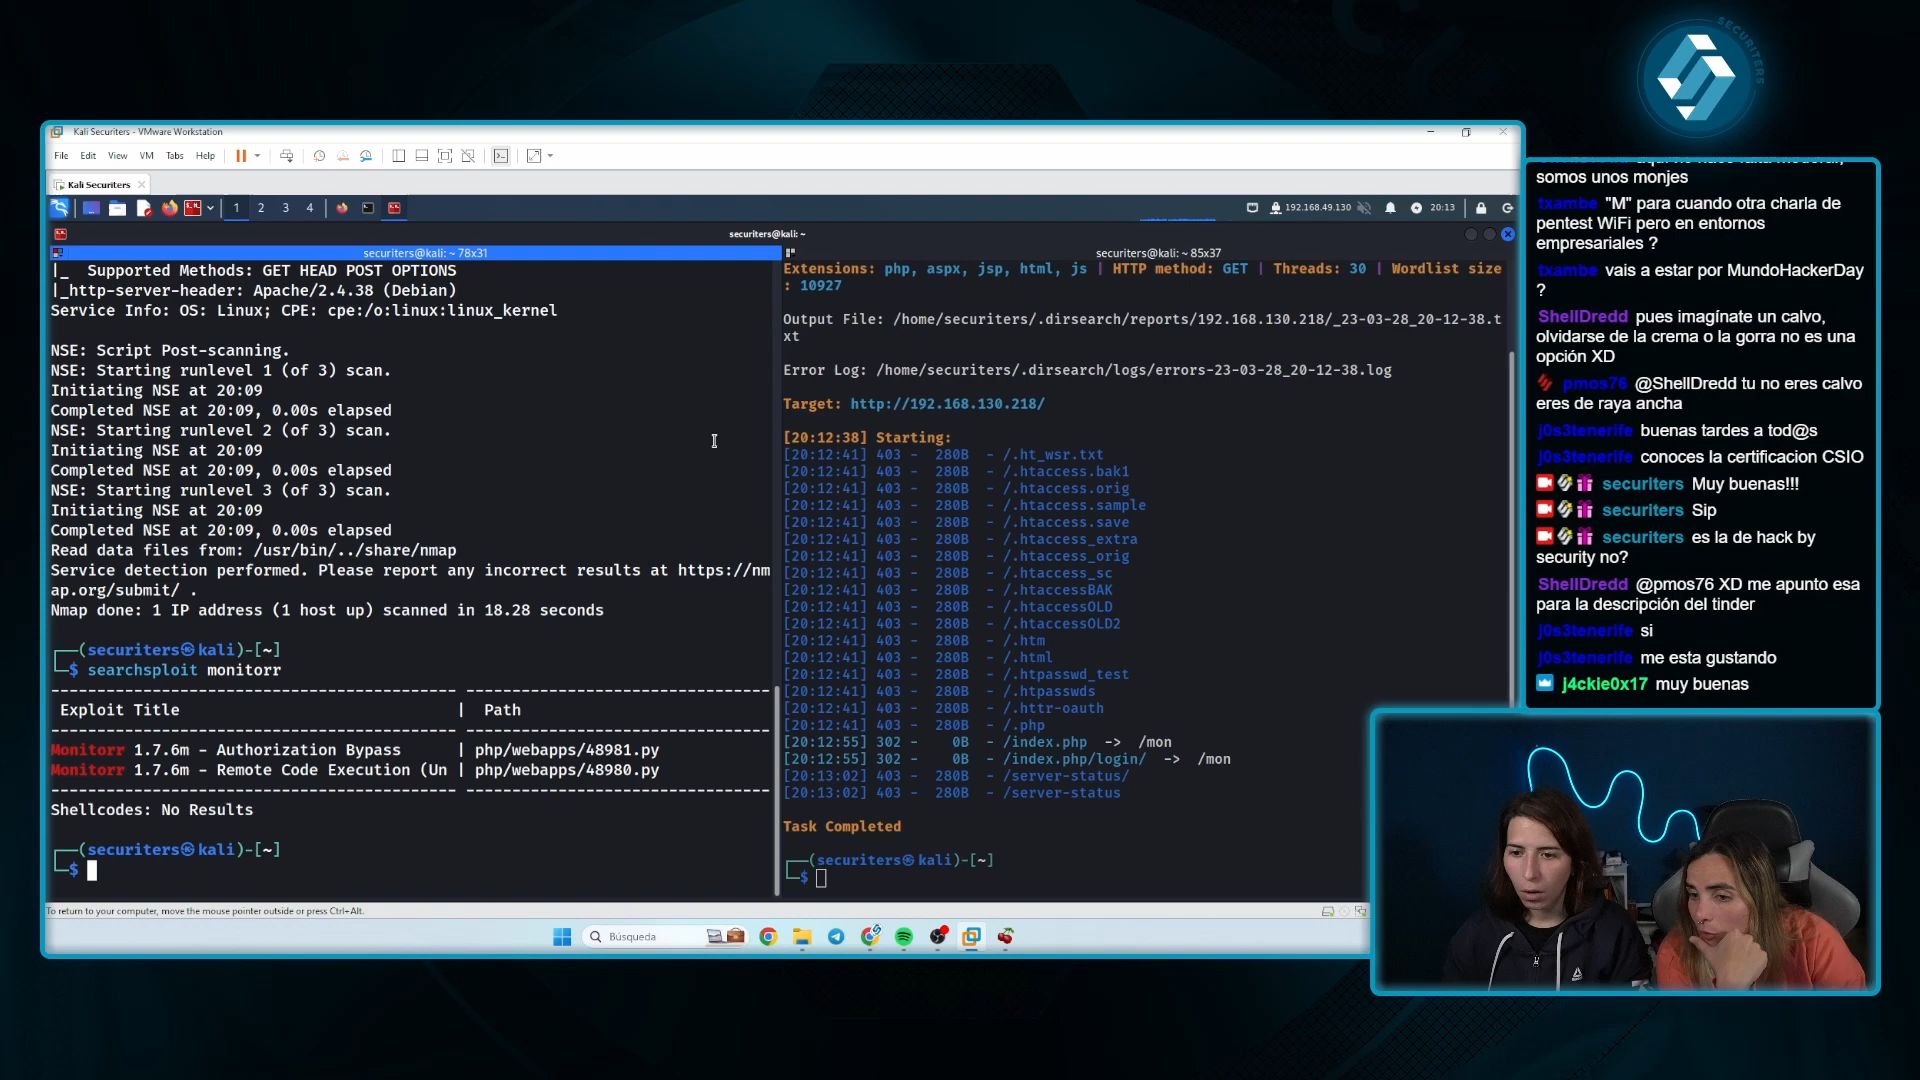 SECURITERS
Kali Securiters - VMware Workstation
File Edit View VM Tabs Help
Kali Securiters
1 2 3 4
192.168.49.130
20:13
securiters@kali: ~
securiters@kali: ~ 78x31
|_  Supported Methods: GET HEAD POST OPTIONS
|_http-server-header: Apache/2.4.38 (Debian)
Service Info: OS: Linux; CPE: cpe:/o:linux:linux_kernel
NSE: Script Post-scanning.
NSE: Starting runlevel 1 (of 3) scan.
Initiating NSE at 20:09
Completed NSE at 20:09, 0.00s elapsed
NSE: Starting runlevel 2 (of 3) scan.
Initiating NSE at 20:09
Completed NSE at 20:09, 0.00s elapsed
NSE: Starting runlevel 3 (of 3) scan.
Initiating NSE at 20:09
Completed NSE at 20:09, 0.00s elapsed
Read data files from: /usr/bin/../share/nmap
Service detection performed. Please report any incorrect results at https://nm
ap.org/submit/ .
Nmap done: 1 IP address (1 host up) scanned in 18.28 seconds
(securiters㉿kali)-[~]
$ searchsploit monitorr
Exploit Title | Path
Monitorr 1.7.6m - Authorization Bypass | php/webapps/48981.py
Monitorr 1.7.6m - Remote Code Execution (Un | php/webapps/48980.py
Shellcodes: No Results
(securiters㉿kali)-[~]
$
securiters@kali: ~ 85x37
Extensions: php, aspx, jsp, html, js | HTTP method: GET | Threads: 30 | Wordlist size
: 10927
Output File: /home/securiters/.dirsearch/reports/192.168.130.218/_23-03-28_20-12-38.t
xt
Error Log: /home/securiters/.dirsearch/logs/errors-23-03-28_20-12-38.log
Target: http://192.168.130.218/
[20:12:38] Starting:
[20:12:41] 403 -  280B  - /.ht_wsr.txt
[20:12:41] 403 -  280B  - /.htaccess.bak1
[20:12:41] 403 -  280B  - /.htaccess.orig
[20:12:41] 403 -  280B  - /.htaccess.sample
[20:12:41] 403 -  280B  - /.htaccess.save
[20:12:41] 403 -  280B  - /.htaccess_extra
[20:12:41] 403 -  280B  - /.htaccess_orig
[20:12:41] 403 -  280B  - /.htaccess_sc
[20:12:41] 403 -  280B  - /.htaccessBAK
[20:12:41] 403 -  280B  - /.htaccessOLD
[20:12:41] 403 -  280B  - /.htaccessOLD2
[20:12:41] 403 -  280B  - /.htm
[20:12:41] 403 -  280B  - /.html
[20:12:41] 403 -  280B  - /.htpasswd_test
[20:12:41] 403 -  280B  - /.htpasswds
[20:12:41] 403 -  280B  - /.httr-oauth
[20:12:41] 403 -  280B  - /.php
[20:12:55] 302 -    0B  - /index.php  ->  /mon
[20:12:55] 302 -    0B  - /index.php/login/  ->  /mon
[20:13:02] 403 -  280B  - /server-status/
[20:13:02] 403 -  280B  - /server-status
Task Completed
(securiters㉿kali)-[~]
$
To return to your computer, move the mouse pointer outside or press Ctrl+Alt.
Búsqueda
somos unos monjes
txambe "M" para cuando otra charla de
pentest WiFi pero en entornos
empresariales ?
txambe vais a estar por MundoHackerDay
?
ShellDredd pues imagínate un calvo,
olvidarse de la crema o la gorra no es una
opción XD
pmos76 @ShellDredd tu no eres calvo
eres de raya ancha
j0s3tenerife buenas tardes a tod@s
j0s3tenerife conoces la certificacion CSIO
securiters Muy buenas!!!
securiters Sip
securiters es la de hack by
security no?
ShellDredd @pmos76 XD me apunto esa
para la descripción del tinder
j0s3tenerife si
j0s3tenerife me esta gustando
j4ckie0x17 muy buenas